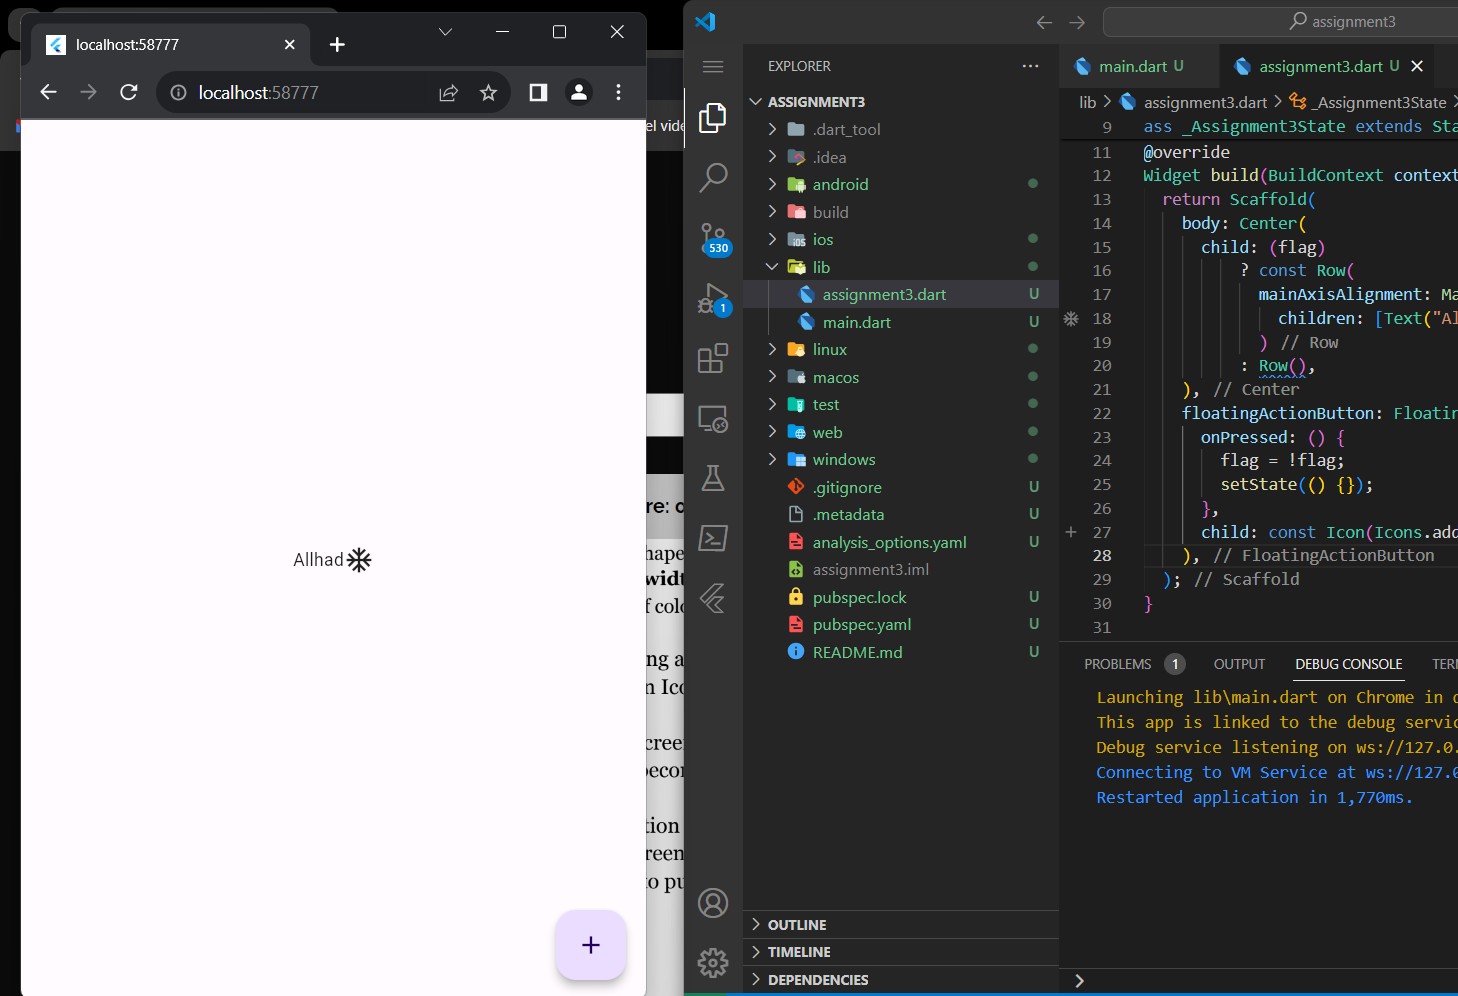 localhost:58777
localhost:58777
Allhad
el vide
re: c
hape
widt
f colo
ng a
n Ico
cree
ecor
tion
reen
to pu
530
1
EXPLORER
ASSIGNMENT3
.dart_tool
.idea
android
build
ios
lib
assignment3.dart U
main.dart U
linux
macos
test
web
windows
.gitignore U
.metadata U
analysis_options.yaml U
assignment3.iml
pubspec.lock U
pubspec.yaml U
README.md U
OUTLINE
TIMELINE
DEPENDENCIES
assignment3
main.dart U
assignment3.dart U
lib > assignment3.dart > _Assignment3State >
9 ass _Assignment3State extends Sta
11 @override
12 Widget build(BuildContext context
13 return Scaffold(
14 body: Center(
15 child: (flag)
16 ? const Row(
17 mainAxisAlignment: Ma
18 children: [Text("Al
19 ) // Row
20 : Row(),
21 ), // Center
22 floatingActionButton: Floatin
23 onPressed: () {
24 flag = !flag;
25 setState(() {});
26 },
27 child: const Icon(Icons.add
28 ), // FloatingActionButton
29 ); // Scaffold
30 }
31
PROBLEMS 1 OUTPUT DEBUG CONSOLE TERM
Launching lib\main.dart on Chrome in d
This app is linked to the debug servic
Debug service listening on ws://127.0.
Connecting to VM Service at ws://127.0
Restarted application in 1,770ms.